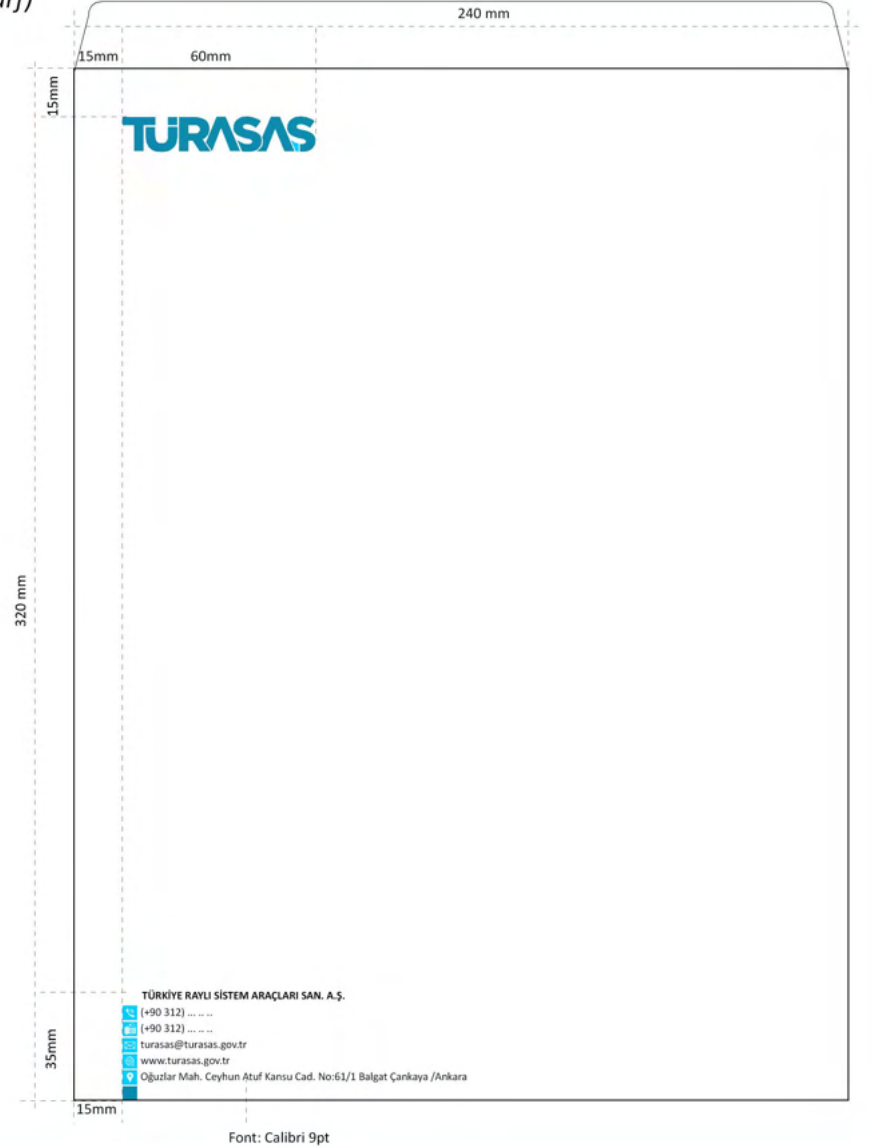 240 mm
15mm
60mm
15mm
TÜRASAŞ
320 mm
TÜRKİYE RAYLI SİSTEM ARAÇLARI SAN. A.Ş.
(+90 312) ... .. ..
(+90 312) ... .. ..
turasas@turasas.gov.tr
www.turasas.gov.tr
Oğuzlar Mah. Ceyhun Atuf Kansu Cad. No:61/1 Balgat Çankaya /Ankara
35mm
15mm
Font: Calibri 9pt